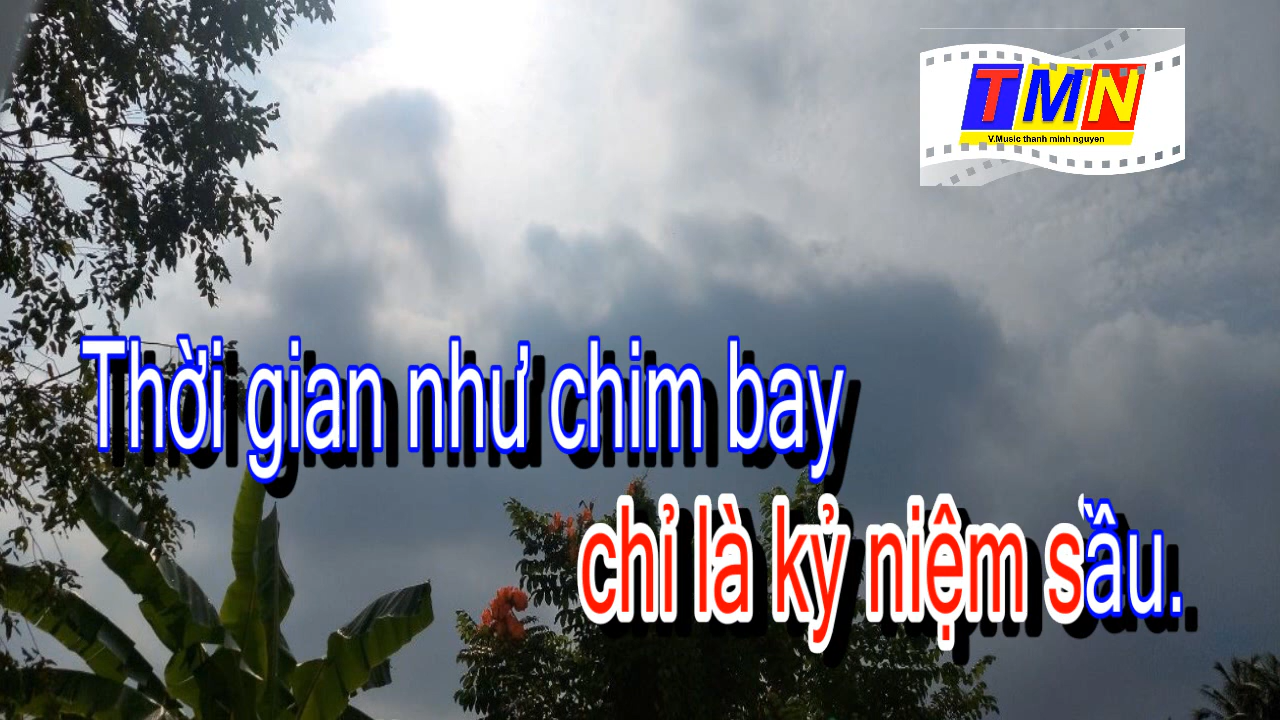 TMN
V.Music thanh minh nguyen
Thời gian như chim bay
chỉ là kỷ niệm sầu.